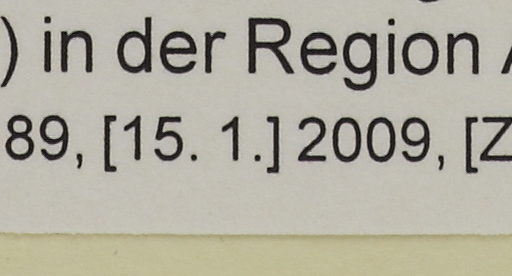 ) in der Region
89, [15. 1.] 2009, [Z